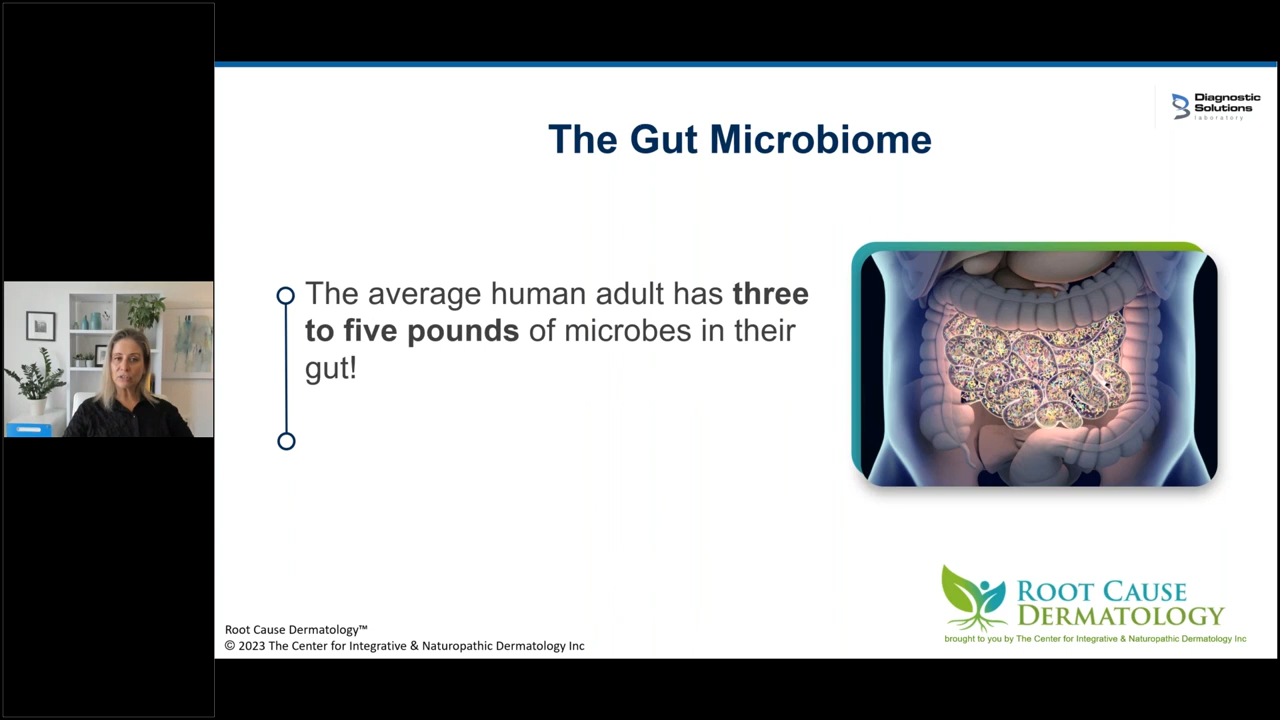 Diagnostic
Solutions
laboratory
The Gut Microbiome
The average human adult has three
to five pounds of microbes in their
gut!
ROOT CAUSE
DERMATOLOGY
brought to you by The Center for Integrative & Naturopathic Dermatology Inc
Root Cause Dermatology™
© 2023 The Center for Integrative & Naturopathic Dermatology Inc